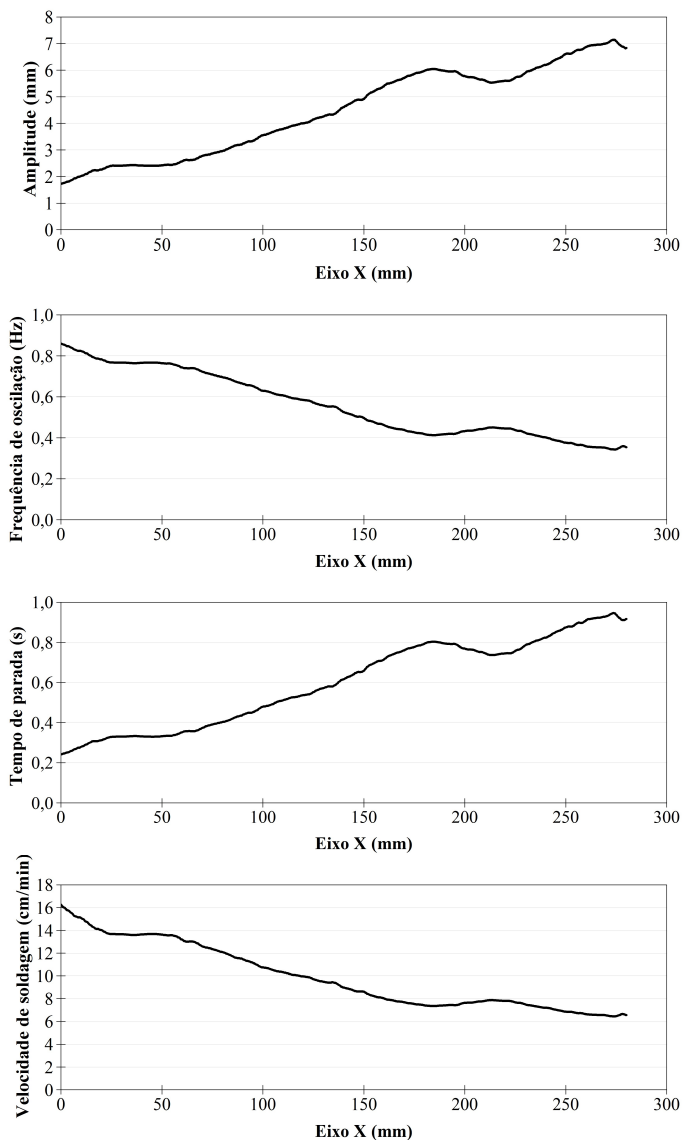 Amplitude (mm)
8
7
6
5
4
3
2
1
0
0 50 100 150 200 250 300
Eixo X (mm)
Frequência de oscilação (Hz)
1,0
0,8
0,6
0,4
0,2
0,0
0 50 100 150 200 250 300
Eixo X (mm)
Tempo de parada (s)
1,0
0,8
0,6
0,4
0,2
0,0
0 50 100 150 200 250 300
Eixo X (mm)
Velocidade de soldagem (cm/min)
18
16
14
12
10
8
6
4
2
0
0 50 100 150 200 250 300
Eixo X (mm)